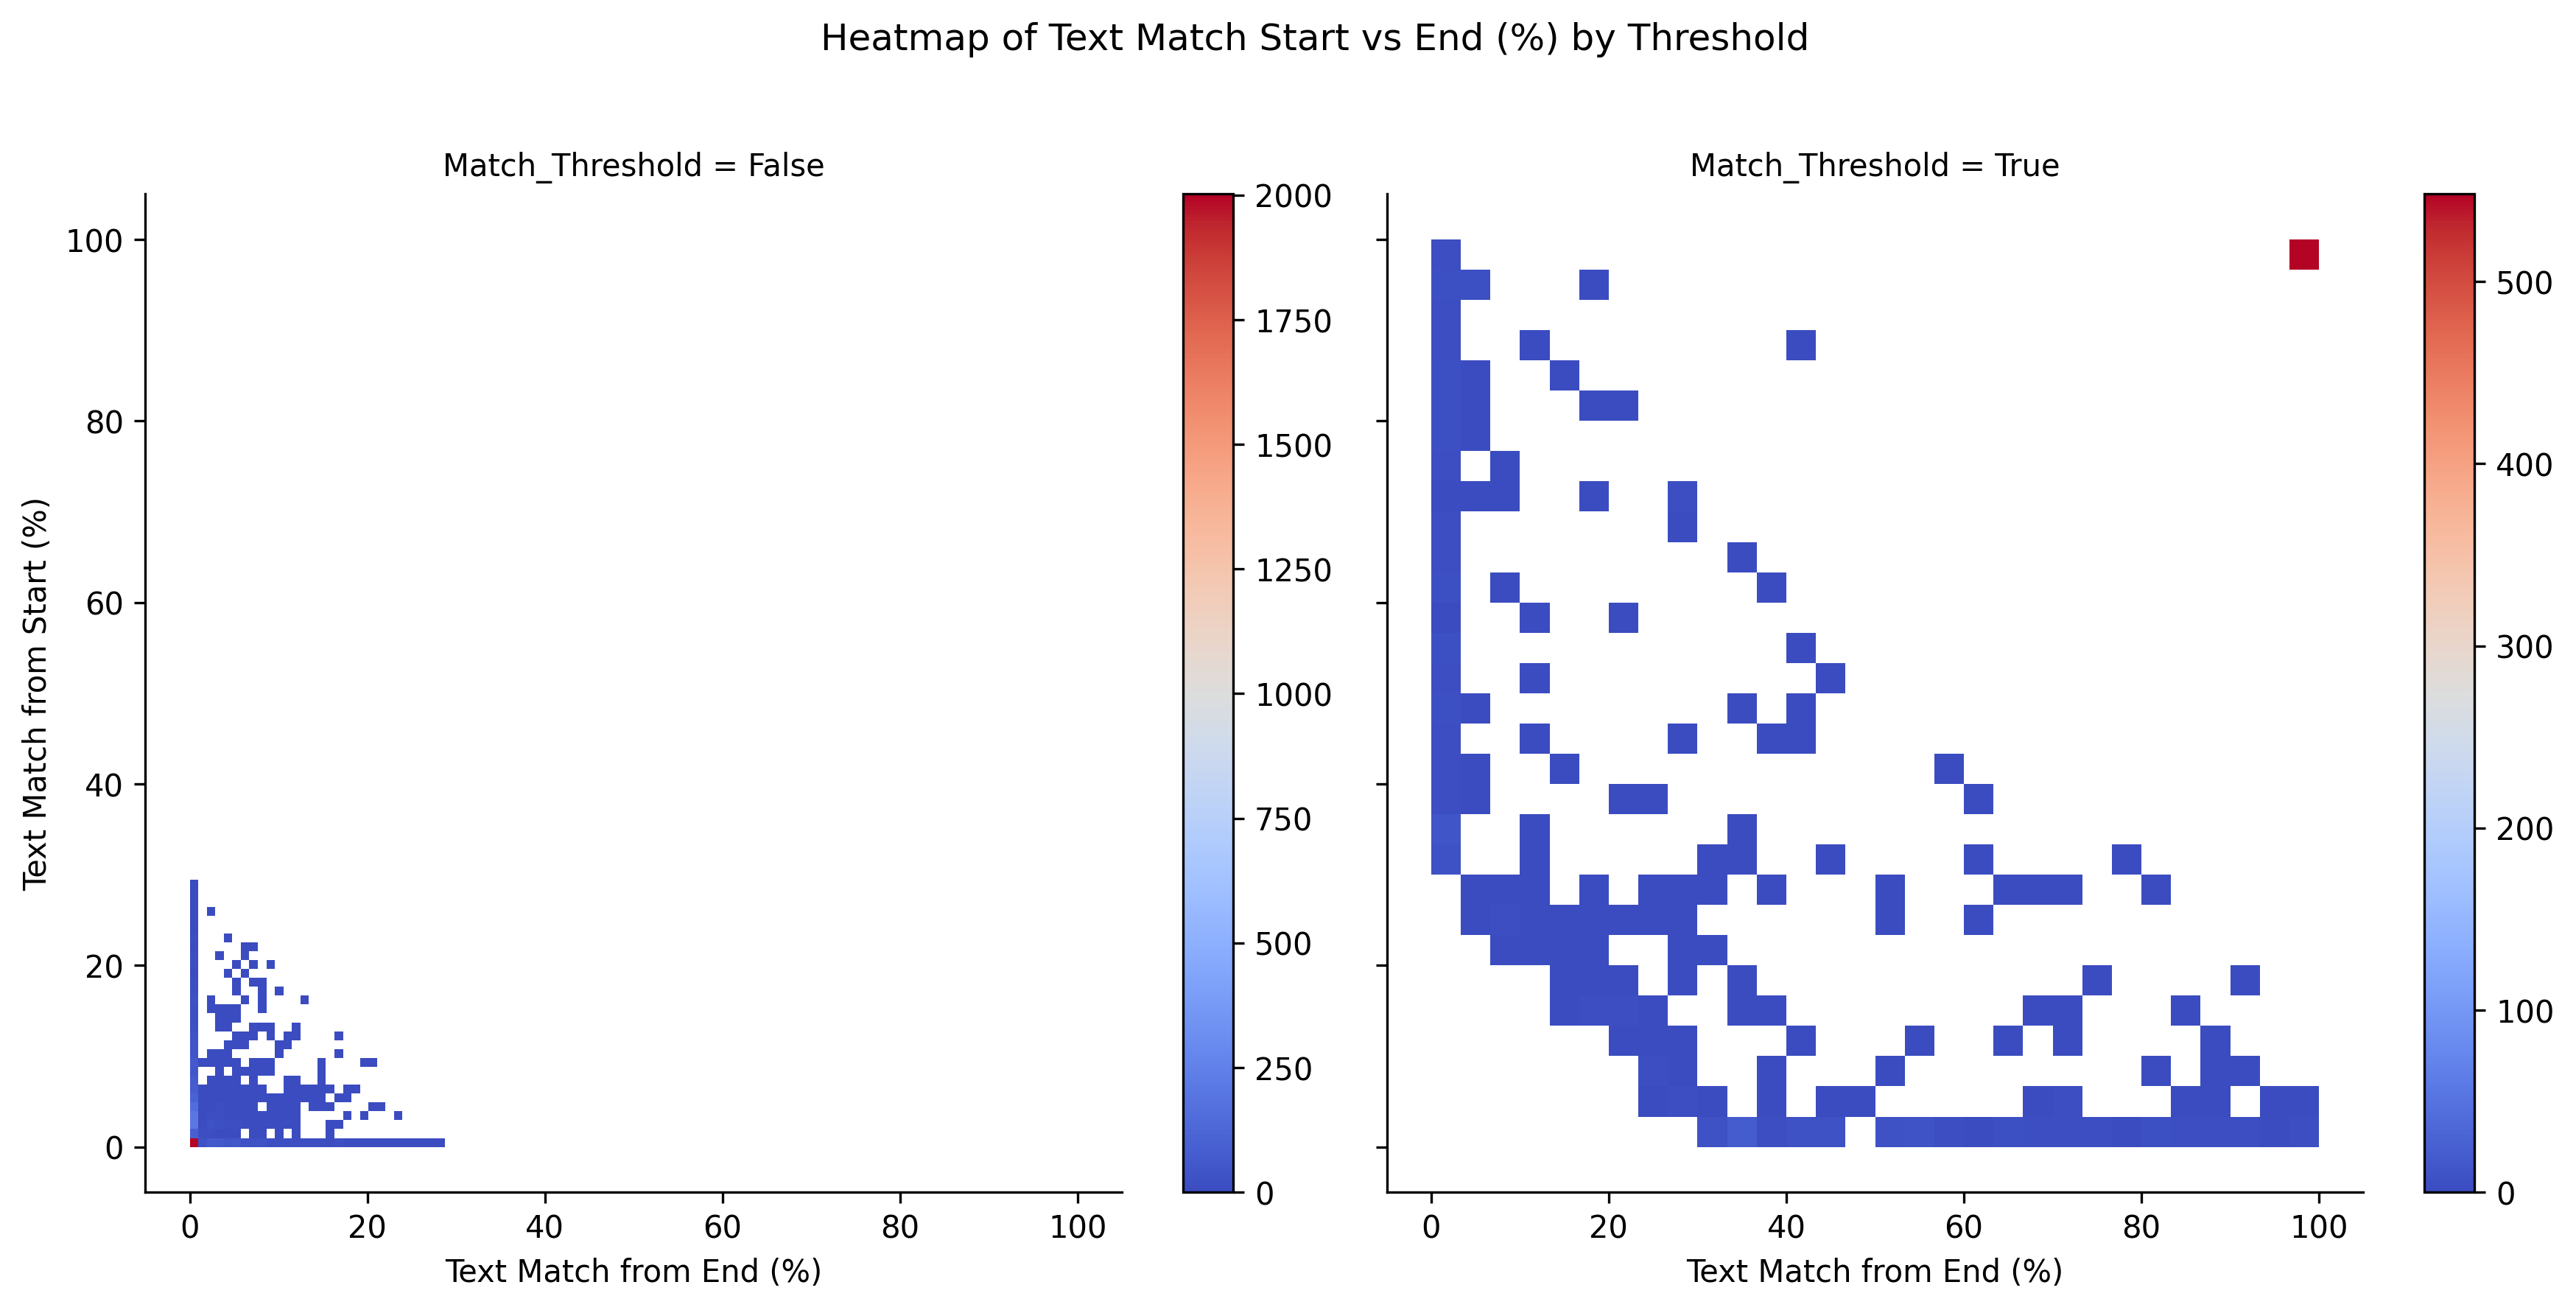 Heatmap of Text Match Start vs End (%) by Threshold
Match_Threshold = False
Match_Threshold = True
Text Match from Start (%)
100
80
60
40
20
0
0 20 40 60 80 100
Text Match from End (%)
2000
1750
1500
1250
1000
750
500
250
0
0 20 40 60 80 100
Text Match from End (%)
500
400
300
200
100
0